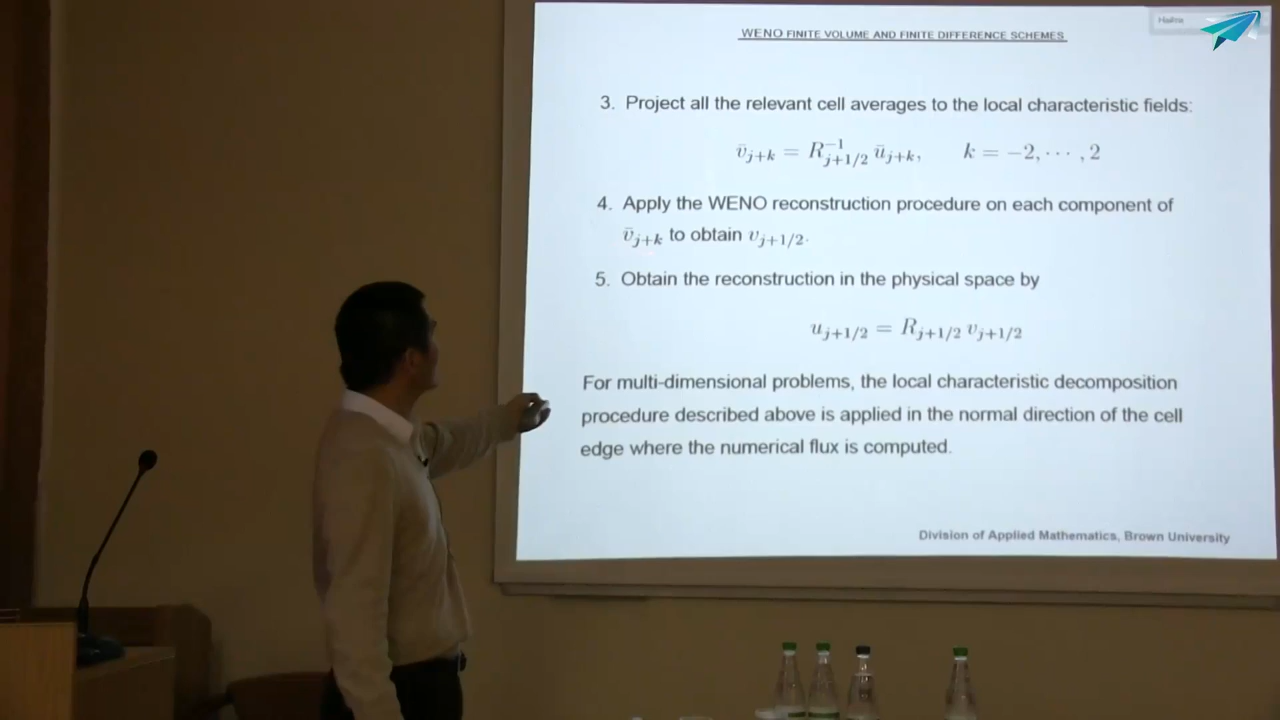 WENO FINITE VOLUME AND FINITE DIFFERENCE SCHEMES
3. Project all the relevant cell averages to the local characteristic fields:
v̄_{j+k} = R^{-1}_{j+1/2} ū_{j+k}, k = −2, ⋯ , 2
4. Apply the WENO reconstruction procedure on each component of
v̄_{j+k} to obtain v_{j+1/2}.
5. Obtain the reconstruction in the physical space by
u_{j+1/2} = R_{j+1/2} v_{j+1/2}
For multi-dimensional problems, the local characteristic decomposition
procedure described above is applied in the normal direction of the cell
edge where the numerical flux is computed.
Division of Applied Mathematics, Brown University